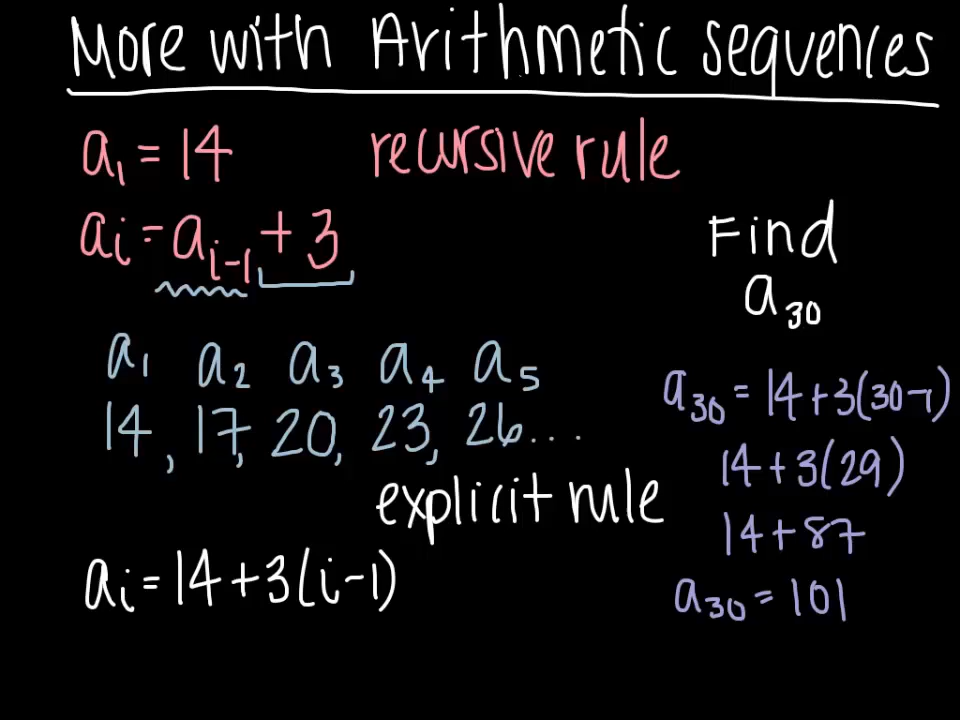 More with Arithmetic sequences
a₁ = 14 recursive rule
aᵢ = aᵢ₋₁ + 3
Find
a₃₀
a₁ a₂ a₃ a₄ a₅
14, 17, 20, 23, 26...
explicit rule
aᵢ = 14 + 3(i-1)
a₃₀ = 14 + 3(30-1)
14 + 3(29)
14 + 87
a₃₀ = 101